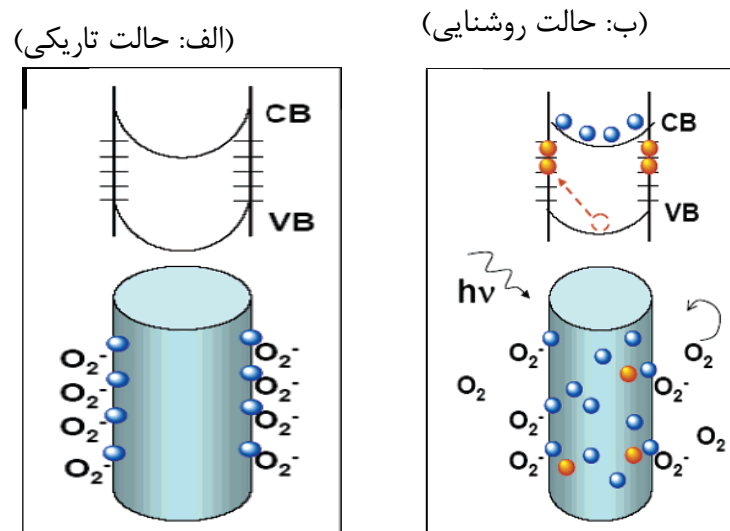 (الف: حالت تاریکی)
CB
VB
O₂⁻ O₂⁻
O₂⁻ O₂⁻
O₂⁻ O₂⁻
O₂⁻ O₂⁻
(ب: حالت روشنایی)
CB
VB
hν
O₂⁻ O₂
O₂ O₂⁻
O₂⁻ O₂
O₂⁻ O₂⁻